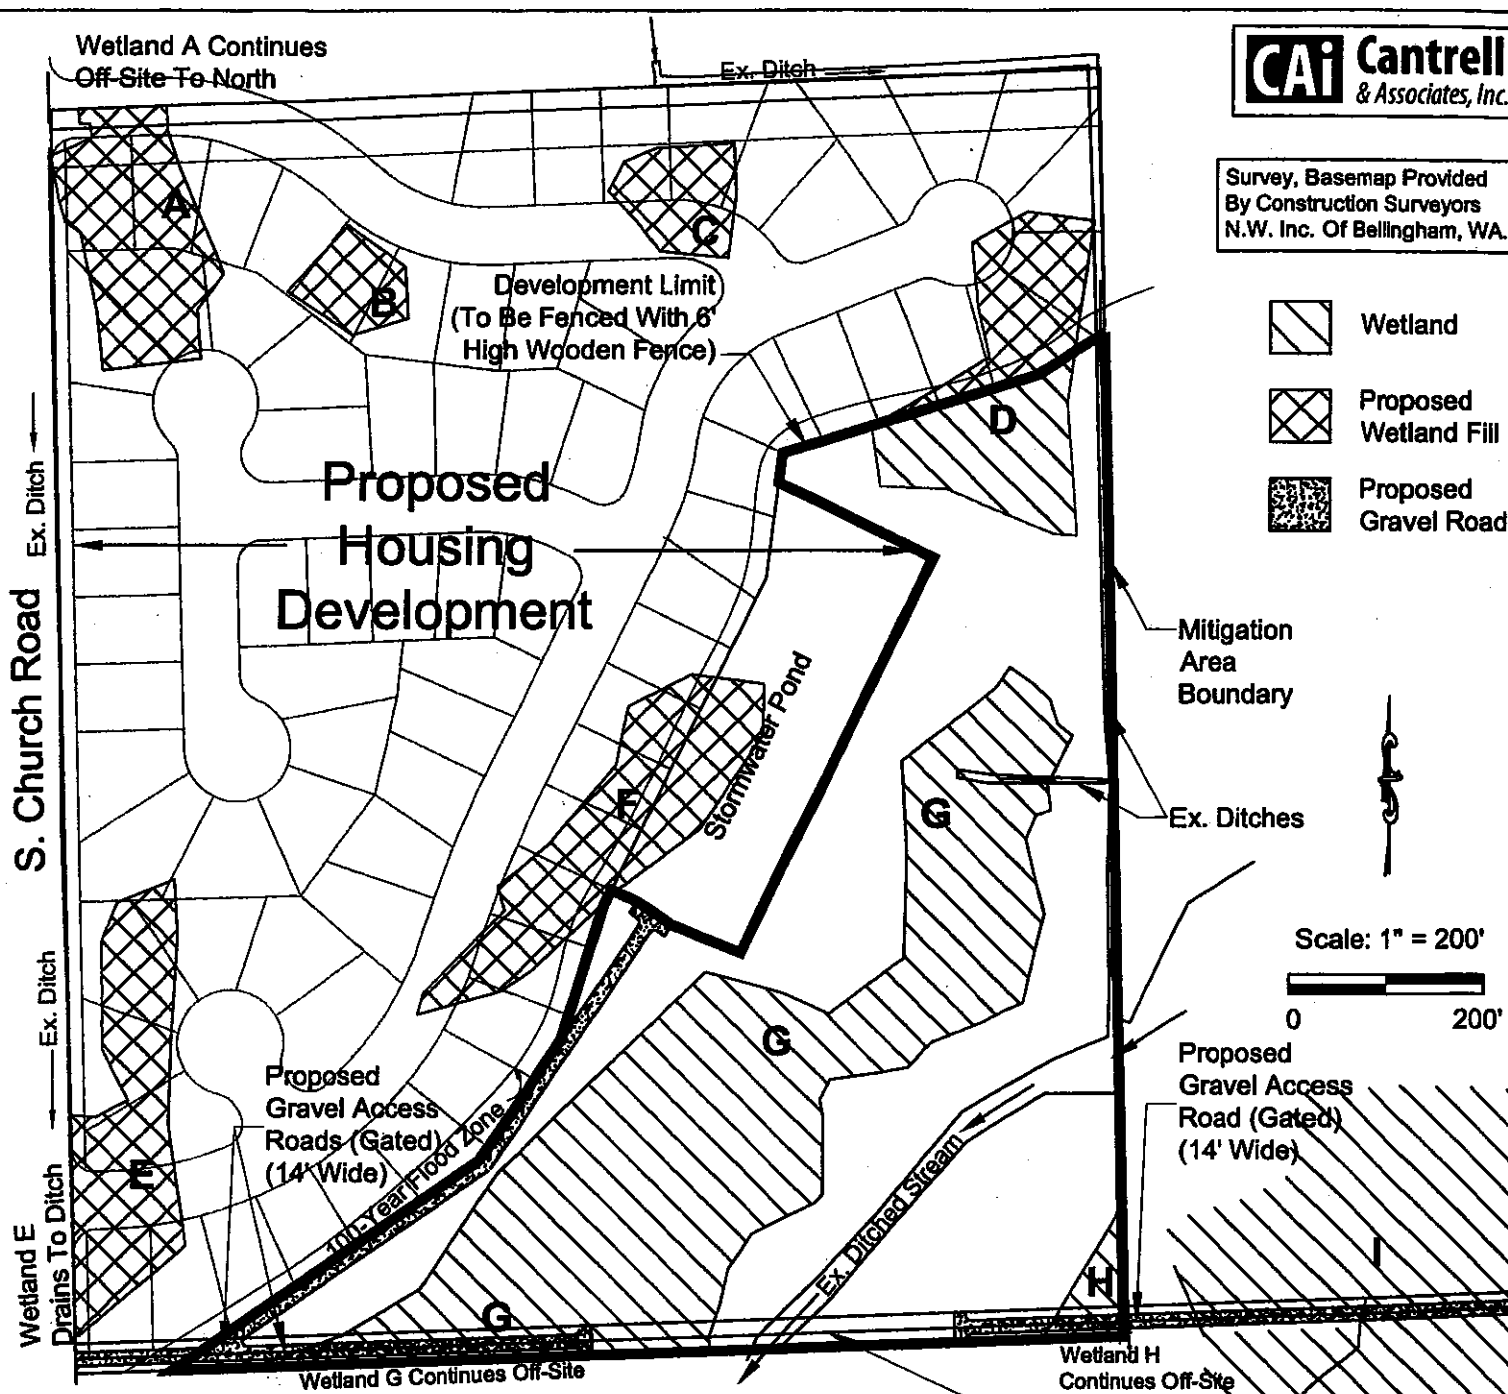 Wetland A Continues
Off-Site To North
Ex. Ditch
CAi Cantrell
& Associates, Inc.
Survey, Basemap Provided
By Construction Surveyors
N.W. Inc. Of Bellingham, WA.
A
B
C
Development Limit
(To Be Fenced With 6'
High Wooden Fence)
Wetland
Proposed
Wetland Fill
Proposed
Gravel Road
D
Ex. Ditch
S. Church Road
Proposed
Housing
Development
Mitigation
Area
Boundary
Stormwater Pond
F
G
Ex. Ditches
Scale: 1" = 200'
0 200'
Ex. Ditch
G
Proposed
Gravel Access
Roads (Gated)
(14' Wide)
100-Year Flood Zone
Proposed
Gravel Access
Road (Gated)
(14' Wide)
E
Ex. Ditched Stream
Wetland E
Drains To Ditch
H
I
G
Wetland G Continues Off-Site
Wetland H
Continues Off-Site